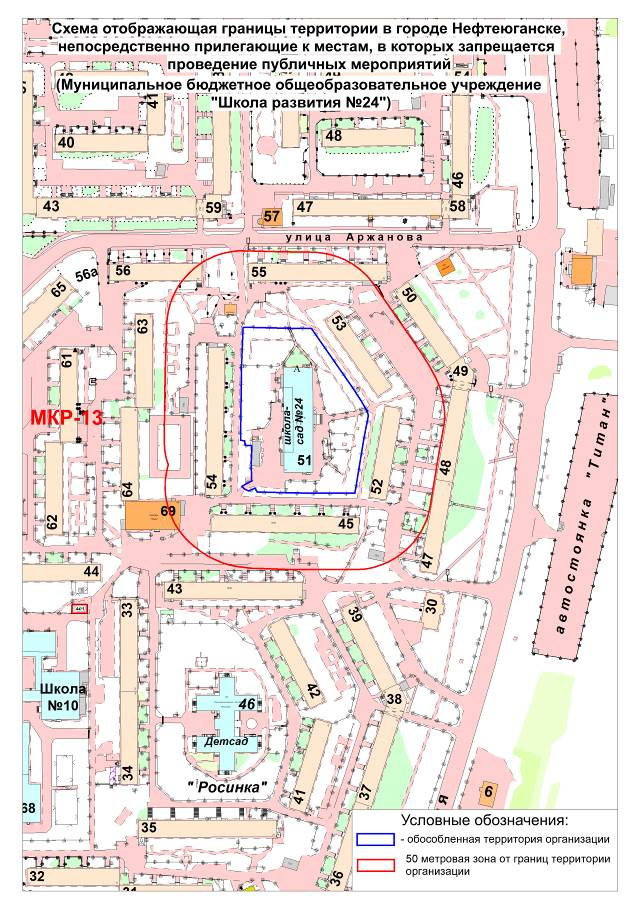 Схема отображающая границы территории в городе Нефтеюганске,
непосредственно прилегающие к местам, в которых запрещается
проведение публичных мероприятий
(Муниципальное бюджетное общеобразовательное учреждение
"Школа развития №24")
41
40
48
46
43
59
57
47
58
улица Аржанова
56а
56
55
65
50
63
53
61
49
МКР-13
школа-
сад №24
А
51
48
64
54
52
62
69
45
47
44
43
33
39
30
автостоянка "Титан"
Школа
№10
42
38
46
Детсад
34
"Росинка"
41
37
6
я
68
35
36
32
31
Условные обозначения:
- обособленная территория организации
50 метровая зона от границ территории
организации